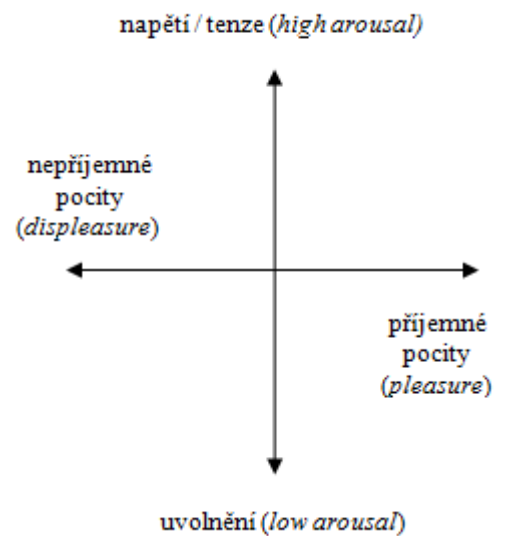 napětí / tenze (high arousal)
nepříjemné
pocity
(displeasure)
příjemné
pocity
(pleasure)
uvolnění (low arousal)